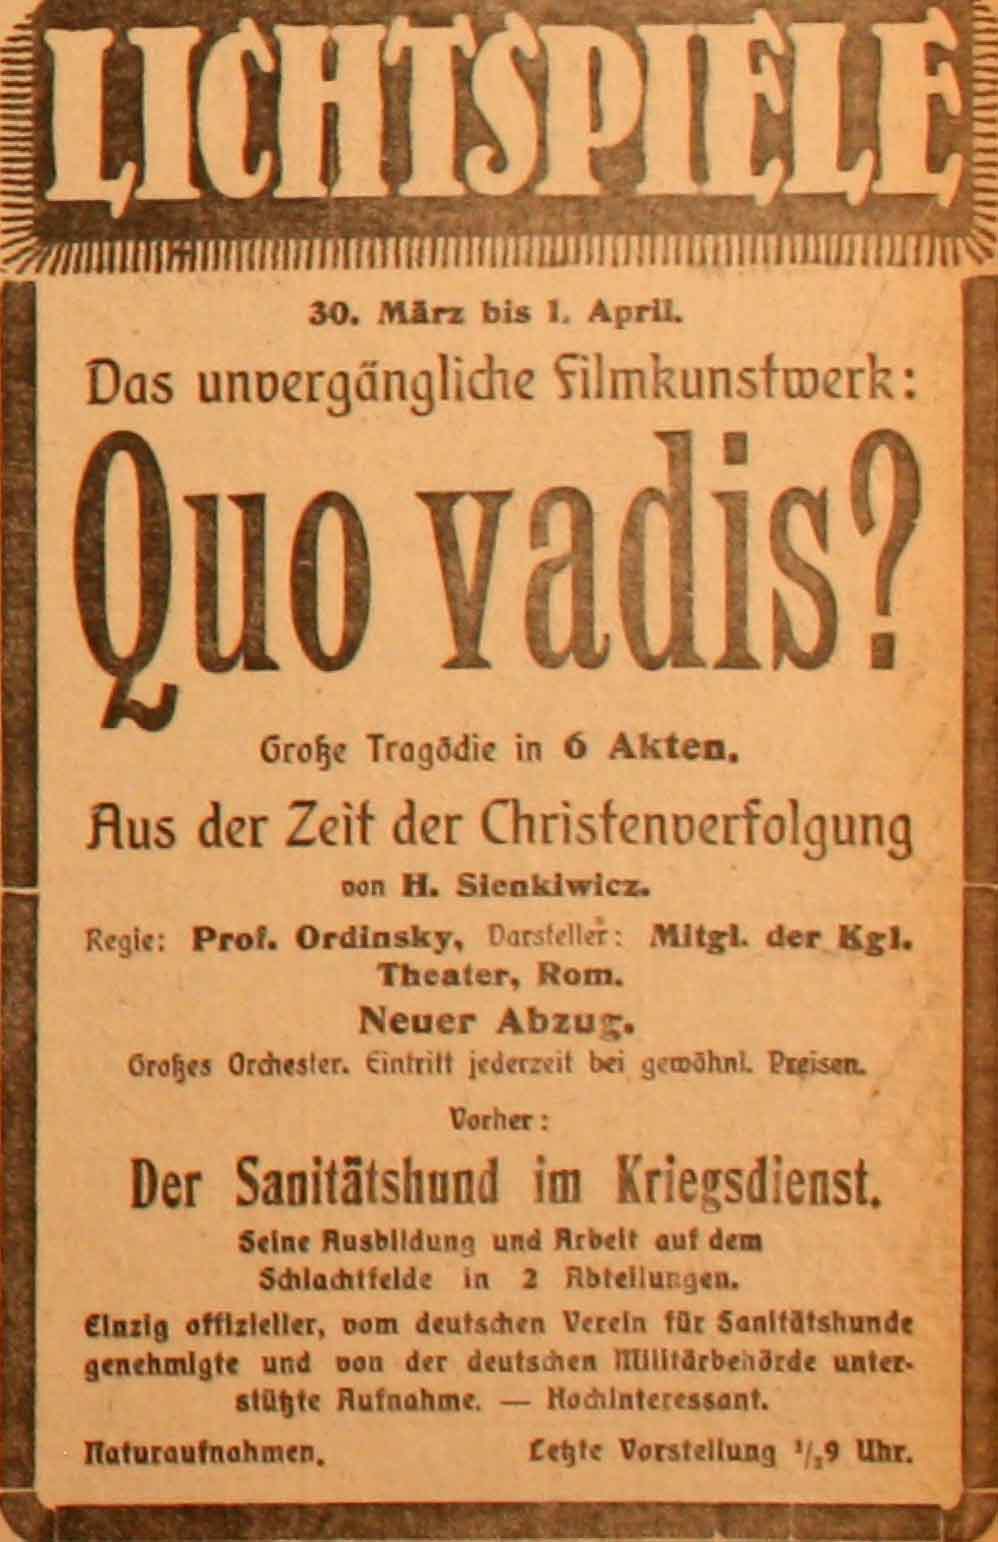 LICHTSPIELE
30. März bis 1. April.
Das unvergängliche Filmkunstwerk:
Quo vadis?
Große Tragödie in 6 Akten.
Aus der Zeit der Christenverfolgung
von H. Sienkiwicz.
Regie: Prof. Ordinsky, Darsteller: Mitgl. der Kgl.
Theater, Rom.
Neuer Abzug.
Großes Orchester. Eintritt jederzeit bei gewöhnl. Preisen.
Vorher:
Der Sanitätshund im Kriegsdienst.
Seine Ausbildung und Arbeit auf dem
Schlachtfelde in 2 Abteilungen.
Einzig offizieller, vom deutschen Verein für Sanitätshunde
genehmigte und von der deutschen Militärbehörde unter-
stützte Aufnahme. — Hochinteressant.
Naturaufnahmen. Letzte Vorstellung 1/29 Uhr.